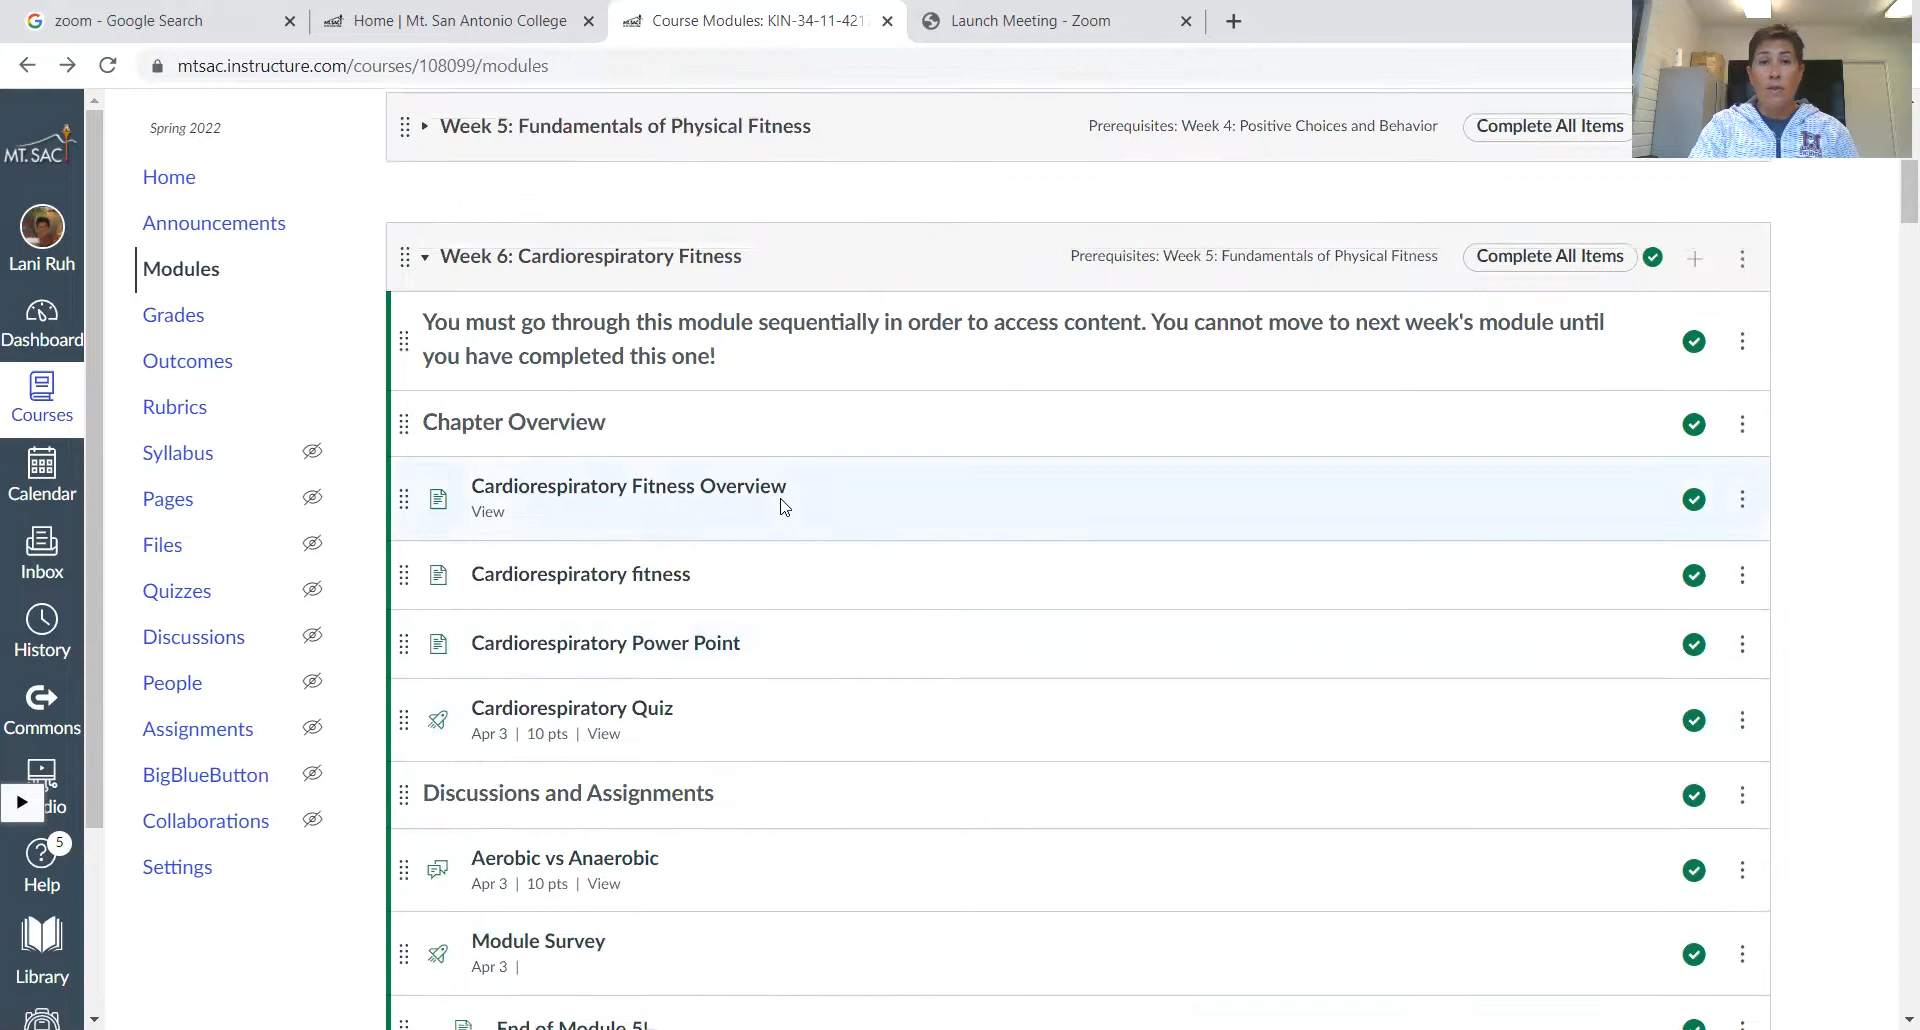 zoom - Google Search
Home | Mt. San Antonio College
Course Modules: KIN-34-11-421
Launch Meeting - Zoom
mtsac.instructure.com/courses/108099/modules
MT. SAC
Lani Ruh
Dashboard
Courses
Calendar
Inbox
History
Commons
dio
5
Help
Library
Spring 2022
Home
Announcements
Modules
Grades
Outcomes
Rubrics
Syllabus
Pages
Files
Quizzes
Discussions
People
Assignments
BigBlueButton
Collaborations
Settings
Week 5: Fundamentals of Physical Fitness
Prerequisites: Week 4: Positive Choices and Behavior
Complete All Items
Week 6: Cardiorespiratory Fitness
Prerequisites: Week 5: Fundamentals of Physical Fitness
Complete All Items
You must go through this module sequentially in order to access content. You cannot move to next week's module until
you have completed this one!
Chapter Overview
Cardiorespiratory Fitness Overview
View
Cardiorespiratory fitness
Cardiorespiratory Power Point
Cardiorespiratory Quiz
Apr 3 | 10 pts | View
Discussions and Assignments
Aerobic vs Anaerobic
Apr 3 | 10 pts | View
Module Survey
Apr 3 |
End of Module 5!-